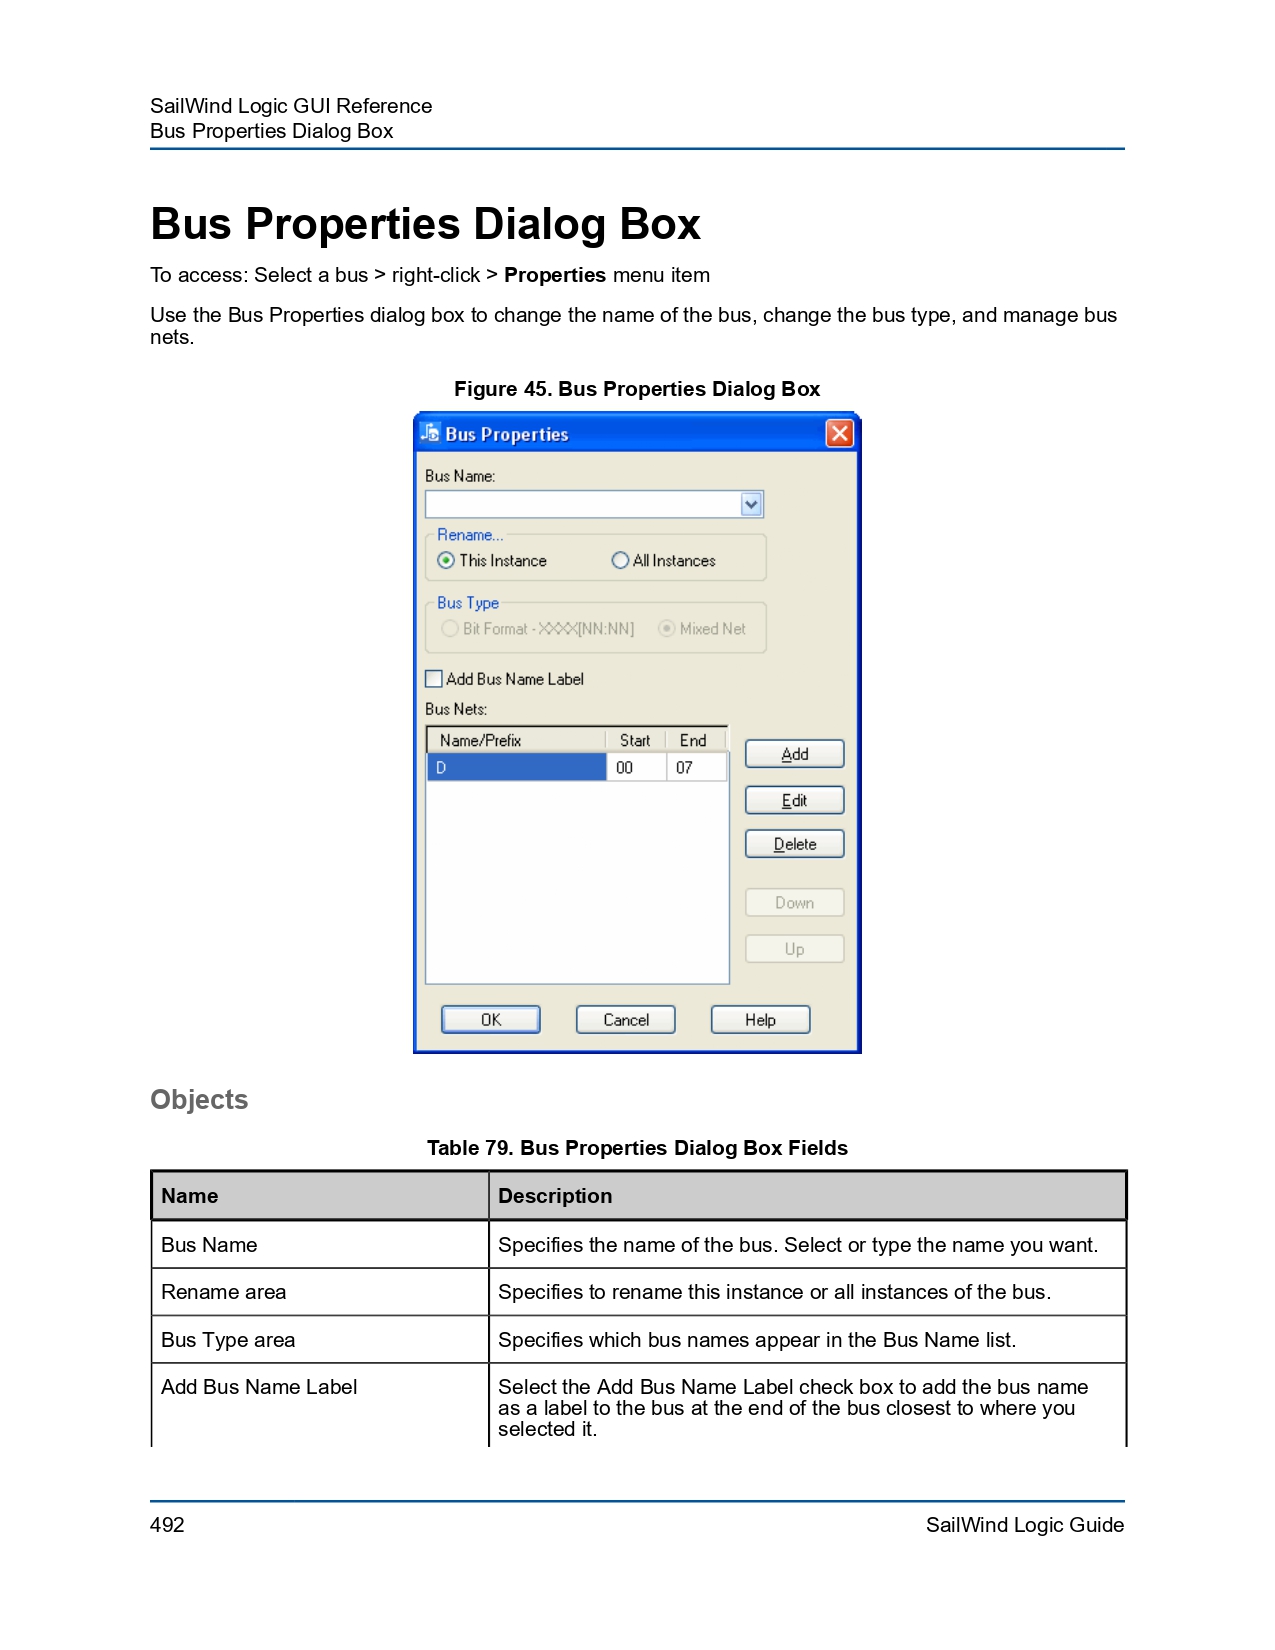 SailWind Logic GUI Reference
Bus Properties Dialog Box
Bus Properties Dialog Box
To access: Select a bus > right-click > Properties menu item
Use the Bus Properties dialog box to change the name of the bus, change the bus type, and manage bus
nets.
Figure 45. Bus Properties Dialog Box
Bus Properties
Bus Name:
Rename...
This Instance All Instances
Bus Type
Bit Format - XXXX[NN:NN] Mixed Net
Add Bus Name Label
Bus Nets:
Name/Prefix Start End
D 00 07
Add
Edit
Delete
Down
Up
OK Cancel Help
Objects
Table 79. Bus Properties Dialog Box Fields
Name Description
Bus Name Specifies the name of the bus. Select or type the name you want.
Rename area Specifies to rename this instance or all instances of the bus.
Bus Type area Specifies which bus names appear in the Bus Name list.
Add Bus Name Label Select the Add Bus Name Label check box to add the bus name
as a label to the bus at the end of the bus closest to where you
selected it.
492 SailWind Logic Guide